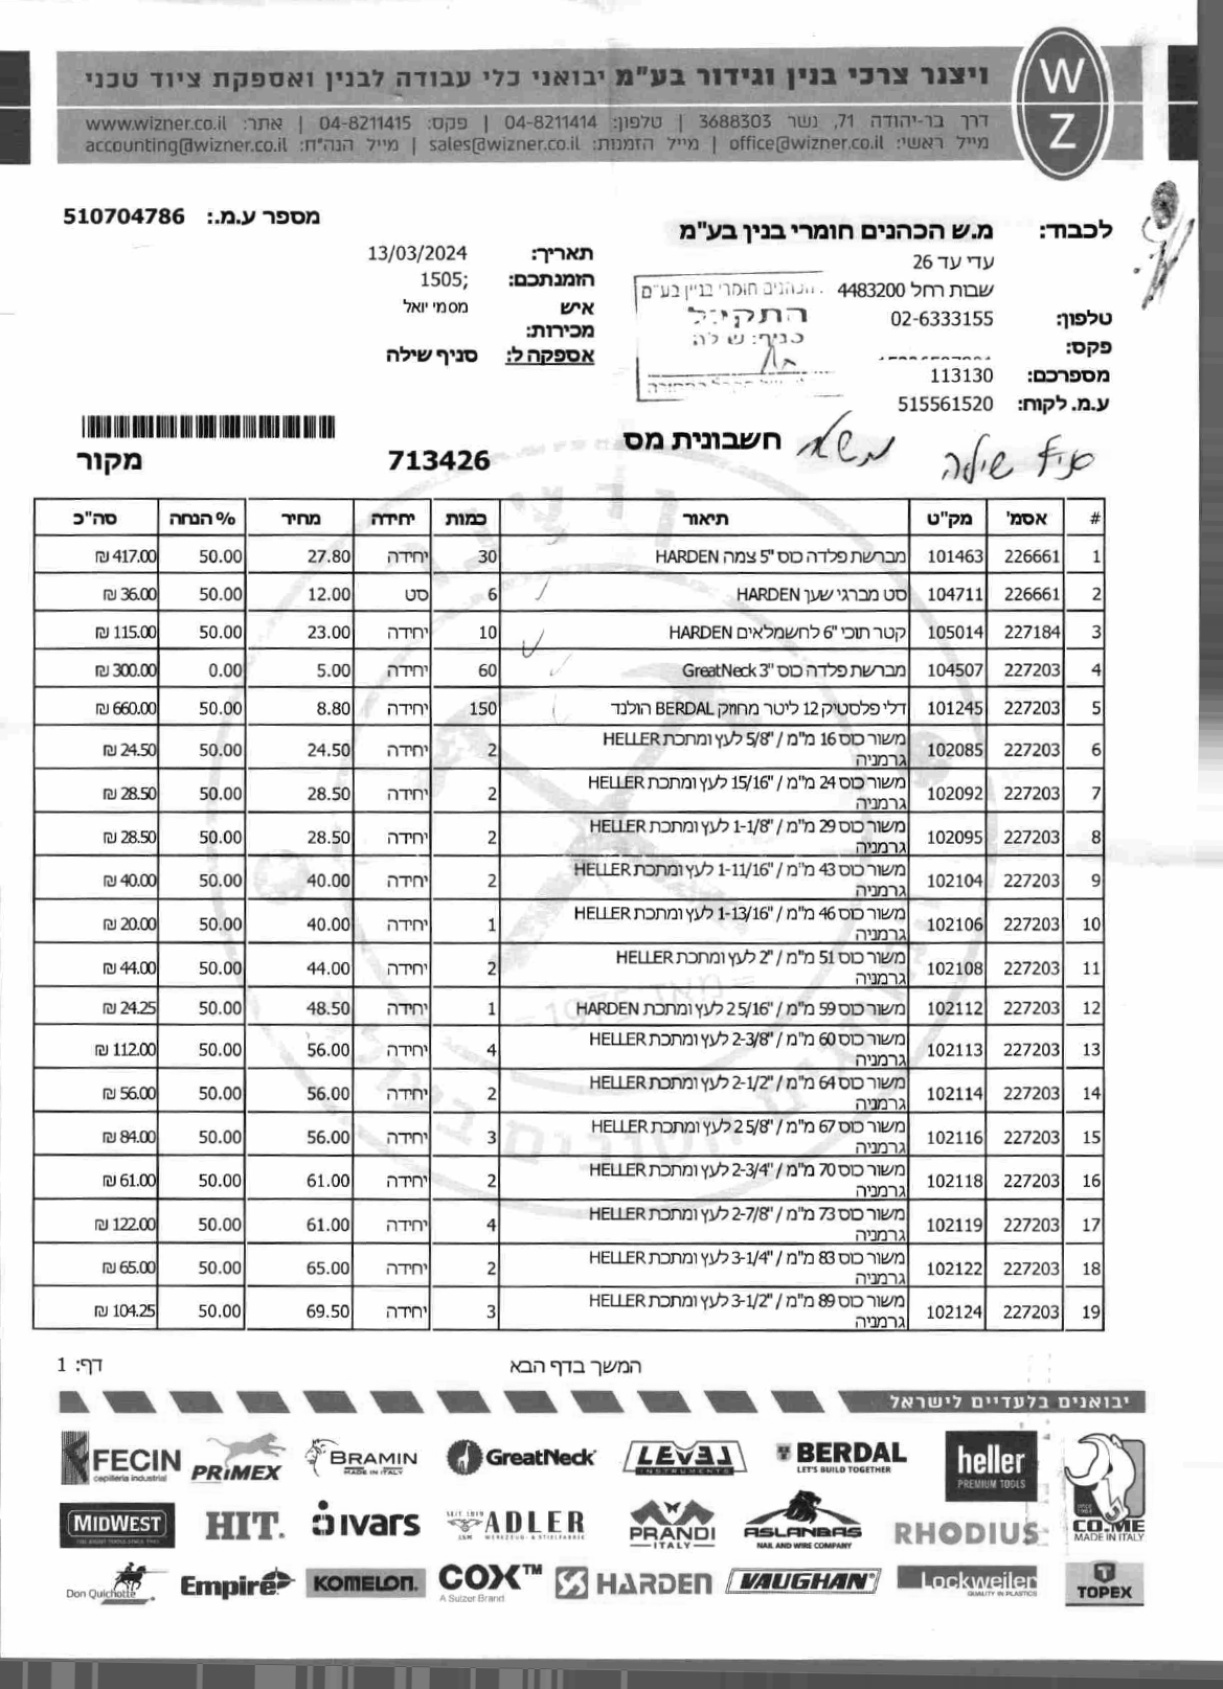 ויצנר צרכי בנין וגידור בע"מ יבואני כלי עבודה לבנין ואספקת ציוד טכני
דרך בר-יהודה 71, נשר 3688303 | טלפון: 04-8211414 | פקס: 04-8211415 | אתר: www.wizner.co.il
מייל ראשי: office@wizner.co.il | מייל הזמנות: sales@wizner.co.il | מייל הנה"ח: accounting@wizner.co.il
WZ
מספר ע.מ.: 510704786
לכבוד: מ.ש הכהנים חומרי בנין בע"מ
עדי עד 26
שבות רחל 4483200
טלפון: 02-6333155
פקס:
מספרכם: 113130
ע.מ. לקוח: 515561520
תאריך: 13/03/2024
הזמנתכם: 1505;
איש מכירות: מסמי יואל
אספקה ל: סניף שילה
הכהנים חומרי בניין בע"מ
התקבל
סניף: שילה
סניף שילה
חשבונית מס 713426 מקור
# אסמ' מק"ט תיאור כמות יחידה מחיר % הנחה סה"כ
1 226661 101463 מברשת פלדה כוס "5 צמה HARDEN 30 יחידה 27.80 50.00 417.00 ₪
2 226661 104711 סט מברגי שען HARDEN 6 סט 12.00 50.00 36.00 ₪
3 227184 105014 קטר תוכי "6 לחשמלאים HARDEN 10 יחידה 23.00 50.00 115.00 ₪
4 227203 104507 מברשת פלדה כוס "3 GreatNeck 60 יחידה 5.00 0.00 300.00 ₪
5 227203 101245 דלי פלסטיק 12 ליטר מחוזק BERDAL הולנד 150 יחידה 8.80 50.00 660.00 ₪
6 227203 102085 משור כוס 16 מ"מ / "5/8 לעץ ומתכת HELLER גרמניה 2 יחידה 24.50 50.00 24.50 ₪
7 227203 102092 משור כוס 24 מ"מ / "15/16 לעץ ומתכת HELLER גרמניה 2 יחידה 28.50 50.00 28.50 ₪
8 227203 102095 משור כוס 29 מ"מ / "1-1/8 לעץ ומתכת HELLER גרמניה 2 יחידה 28.50 50.00 28.50 ₪
9 227203 102104 משור כוס 43 מ"מ / "1-11/16 לעץ ומתכת HELLER גרמניה 2 יחידה 40.00 50.00 40.00 ₪
10 227203 102106 משור כוס 46 מ"מ / "1-13/16 לעץ ומתכת HELLER גרמניה 1 יחידה 40.00 50.00 20.00 ₪
11 227203 102108 משור כוס 51 מ"מ / "2 לעץ ומתכת HELLER גרמניה 2 יחידה 44.00 50.00 44.00 ₪
12 227203 102112 משור כוס 59 מ"מ / "2 5/16 לעץ ומתכת HARDEN 1 יחידה 48.50 50.00 24.25 ₪
13 227203 102113 משור כוס 60 מ"מ / "2-3/8 לעץ ומתכת HELLER גרמניה 4 יחידה 56.00 50.00 112.00 ₪
14 227203 102114 משור כוס 64 מ"מ / "2-1/2 לעץ ומתכת HELLER גרמניה 2 יחידה 56.00 50.00 56.00 ₪
15 227203 102116 משור כוס 67 מ"מ / "2 5/8 לעץ ומתכת HELLER גרמניה 3 יחידה 56.00 50.00 84.00 ₪
16 227203 102118 משור כוס 70 מ"מ / "2-3/4 לעץ ומתכת HELLER גרמניה 2 יחידה 61.00 50.00 61.00 ₪
17 227203 102119 משור כוס 73 מ"מ / "2-7/8 לעץ ומתכת HELLER גרמניה 4 יחידה 61.00 50.00 122.00 ₪
18 227203 102122 משור כוס 83 מ"מ / "3-1/4 לעץ ומתכת HELLER גרמניה 2 יחידה 65.00 50.00 65.00 ₪
19 227203 102124 משור כוס 89 מ"מ / "3-1/2 לעץ ומתכת HELLER גרמניה 3 יחידה 69.50 50.00 104.25 ₪
המשך בדף הבא
דף: 1
יבואנים בלעדיים לישראל
FECIN capilleria industrial PRiMEX BRAMIN MADE IN ITALY GreatNeck LEVEL INSTRUMENTS BERDAL LET'S BUILD TOGETHER heller PREMIUM TOOLS CO.ME MADE IN ITALY
MIDWEST HIT. ivars ADLER PRANDI ITALY ASLANBAS NAIL AND WIRE COMPANY RHODIUS
Don Quichotte Empire KOMELON. COX™ A Sulzer Brand HARDEN VAUGHAN Lockweiler QUALITY IN PLASTICS TOPEX